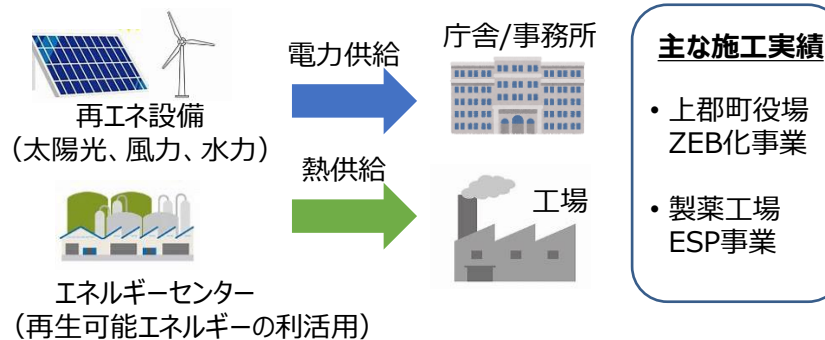 再エネ設備
（太陽光、風力、水力）
エネルギーセンター
（再生可能エネルギーの利活用）
電力供給
熱供給
庁舎/事務所
工場
主な施工実績
• 上郡町役場
ZEB化事業
• 製薬工場
ESP事業